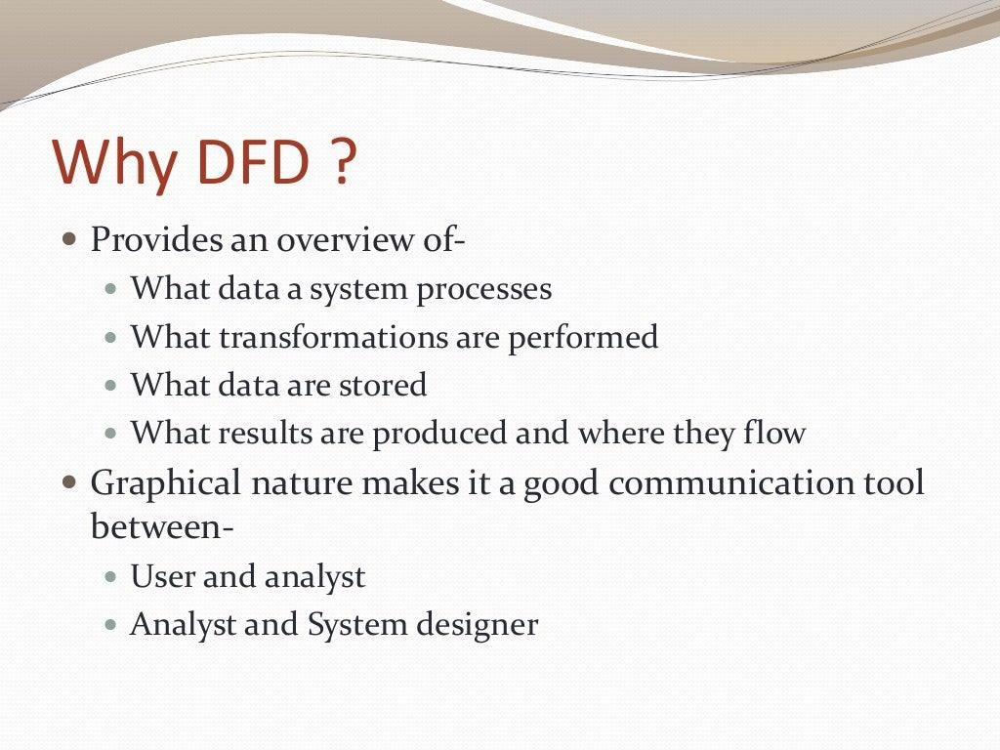 Why DFD ?
Provides an overview of-
What data a system processes
What transformations are performed
What data are stored
What results are produced and where they flow
Graphical nature makes it a good communication tool
between-
User and analyst
Analyst and System designer